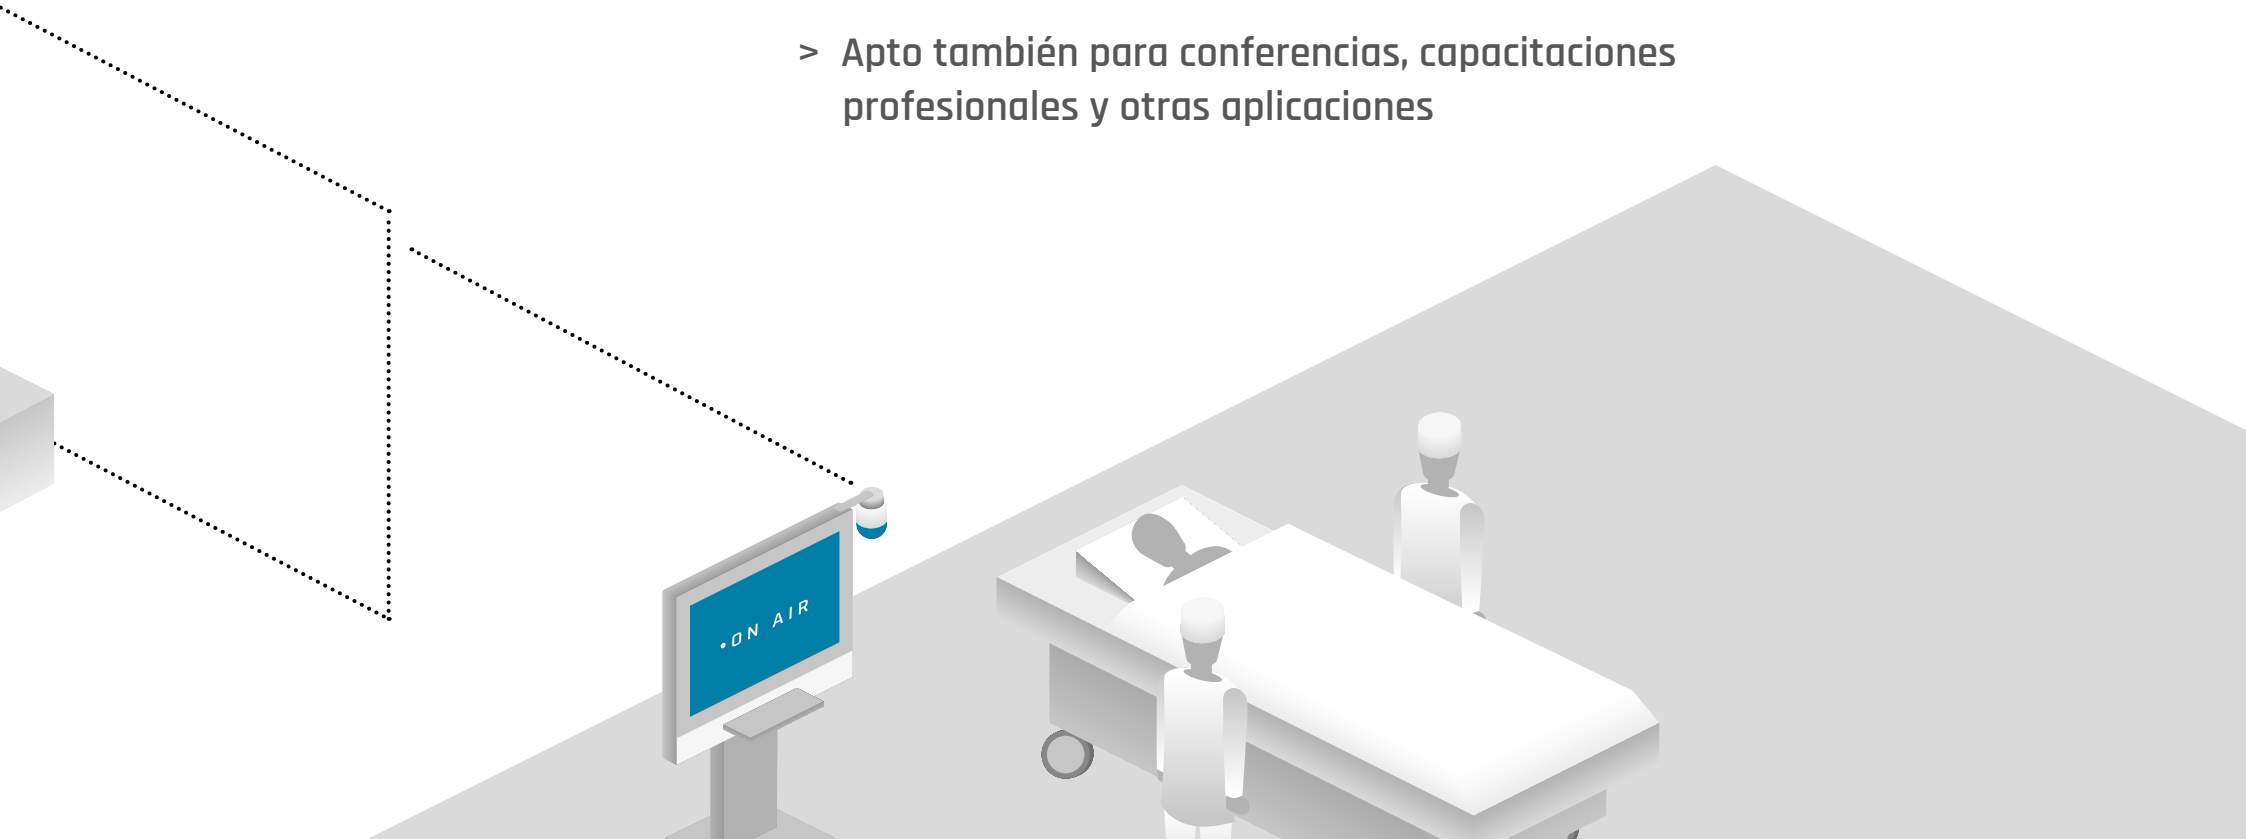 > Apto también para conferencias, capacitaciones
profesionales y otras aplicaciones
•ON AIR